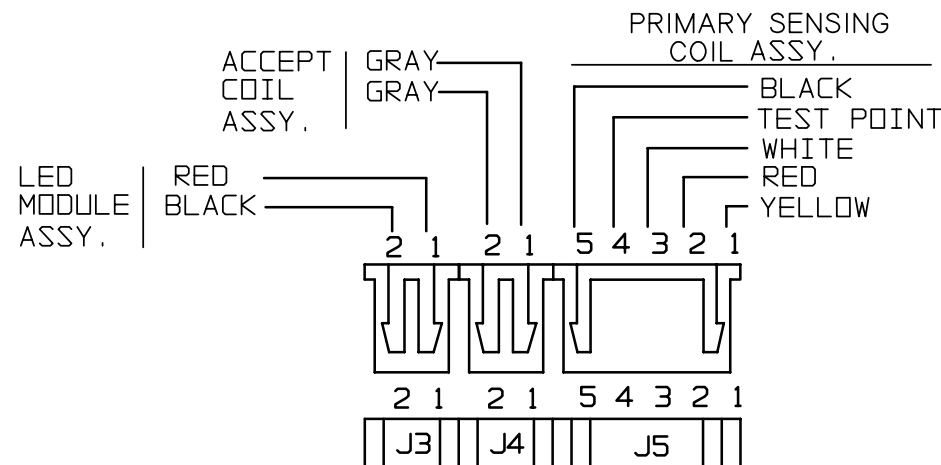 PRIMARY SENSING
COIL ASSY.
ACCEPT
COIL
ASSY.
GRAY
GRAY
BLACK
TEST POINT
WHITE
RED
YELLOW
LED
MODULE
ASSY.
RED
BLACK
2 1 2 1 5 4 3 2 1
2 1 2 1 5 4 3 2 1
J3 J4 J5